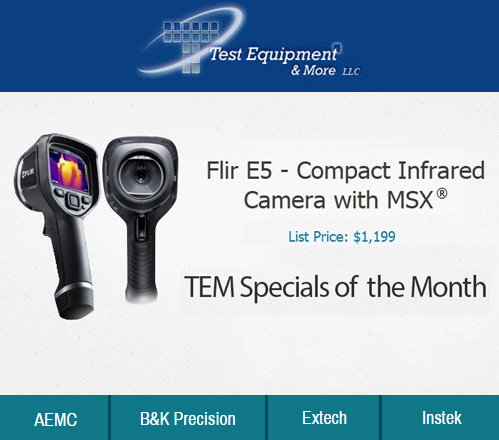 Test Equipment
& More LLC
FLIR
Flir E5 - Compact Infrared
Camera with MSX®
List Price: $1,199
TEM Specials of the Month
AEMC
B&K Precision
Extech
Instek